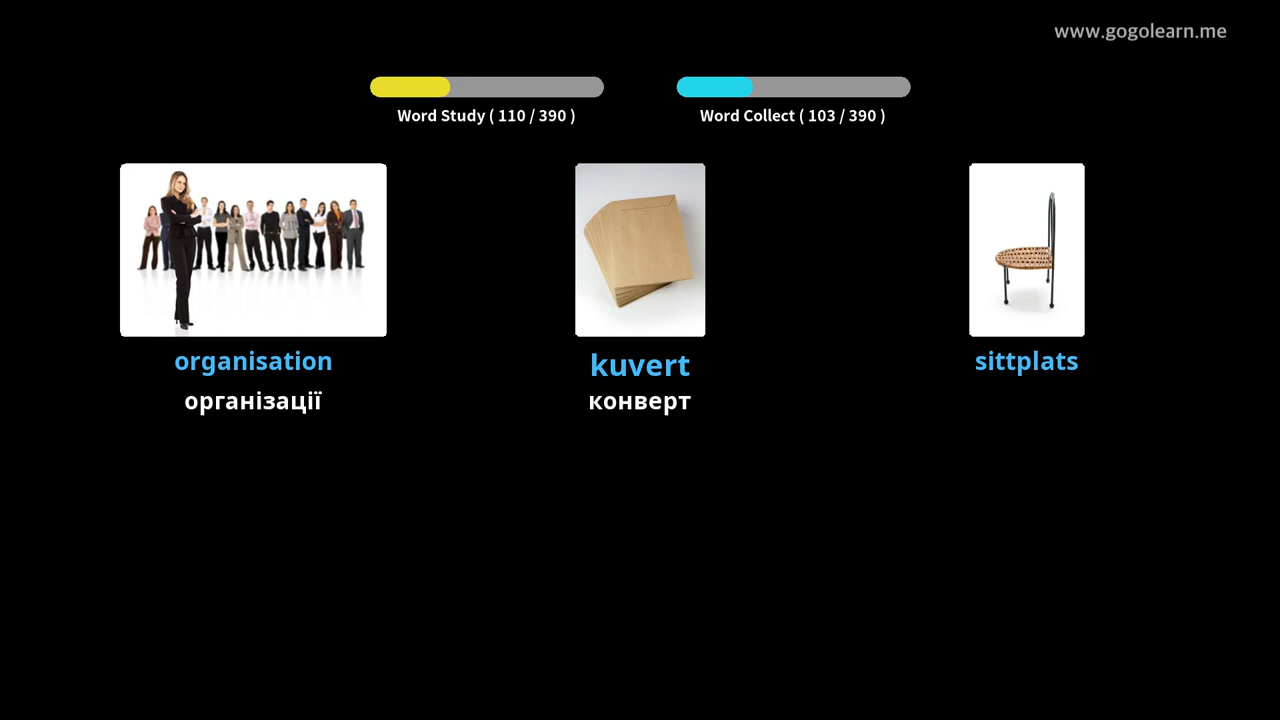 www.gogolearn.me
Word Study ( 110 / 390 )
Word Collect ( 103 / 390 )
organisation
kuvert
sittplats
організації
конверт